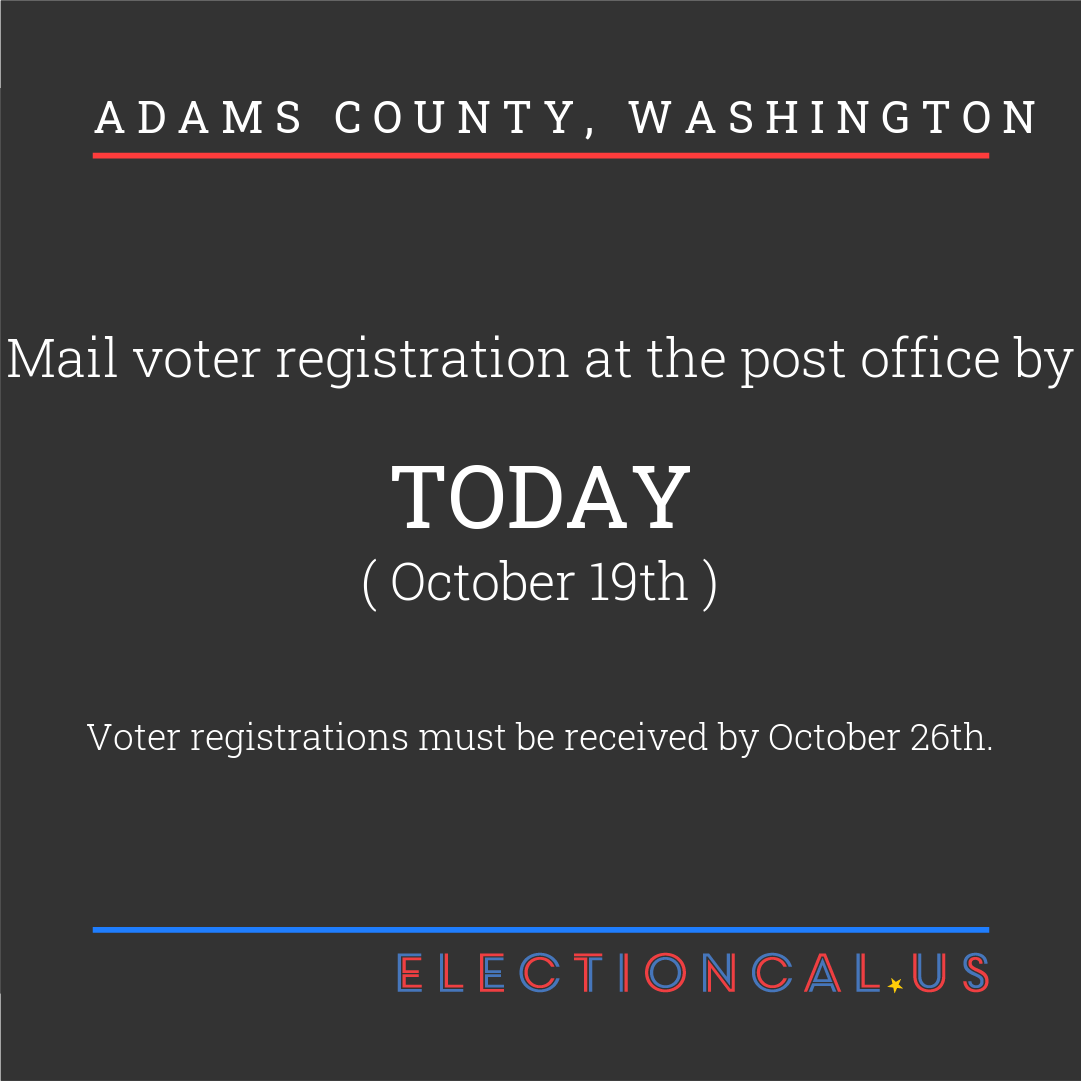 ADAMS COUNTY, WASHINGTON
Mail voter registration at the post office by
TODAY
( October 19th )
Voter registrations must be received by October 26th.
ELECTIONCAL.US